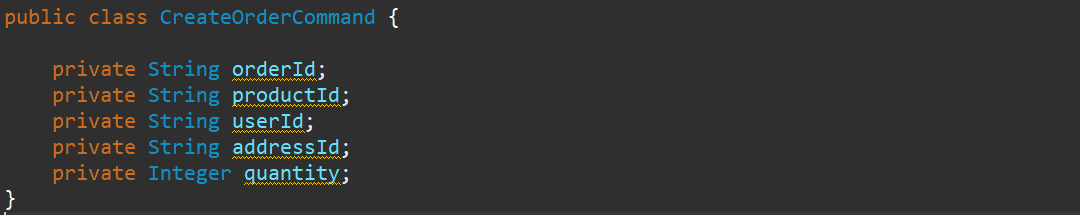 public class CreateOrderCommand {
private String orderId;
private String productId;
private String userId;
private String addressId;
private Integer quantity;
}